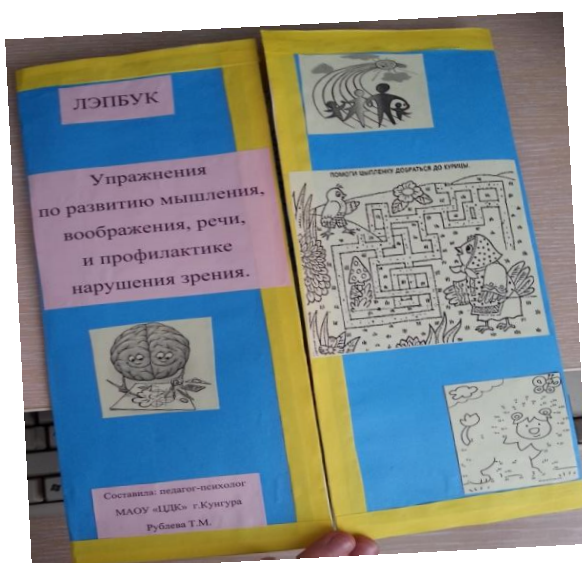 ЛЭПБУК
Упражнения
по развитию мышления,
воображения, речи,
и профилактике
нарушения зрения.
Составила: педагог-психолог
МАОУ «ЦДК» г.Кунгура
Рублева Т.М.
ПОМОГИ ЦЫПЛЕНКУ ДОБРАТЬСЯ ДО КУРИЦЫ